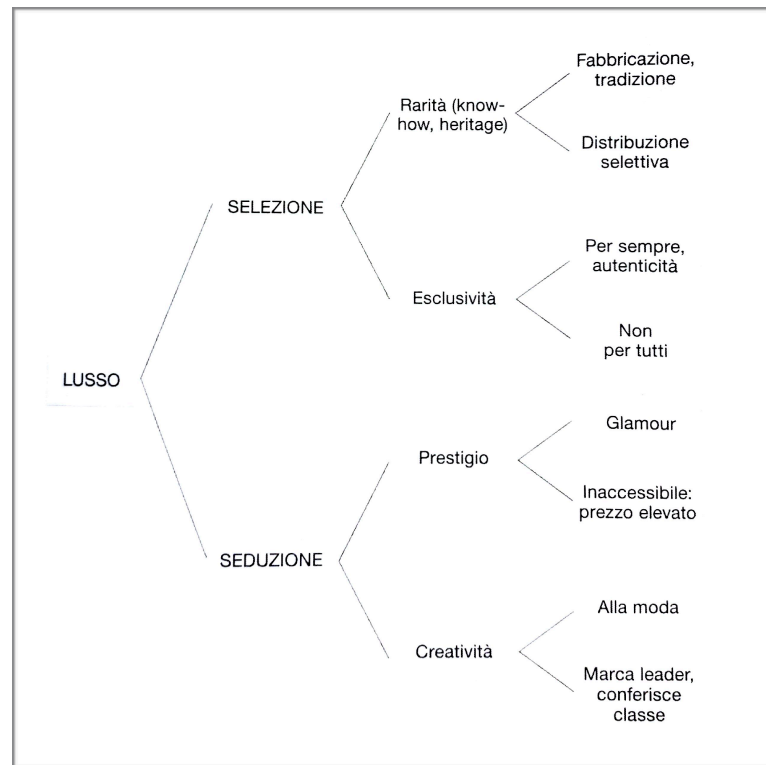 Fabbricazione,
tradizione
Rarità (know-
how, heritage)
Distribuzione
selettiva
SELEZIONE
Per sempre,
autenticità
Esclusività
Non
per tutti
LUSSO
Glamour
Prestigio
Inaccessibile:
prezzo elevato
SEDUZIONE
Alla moda
Creatività
Marca leader,
conferisce
classe